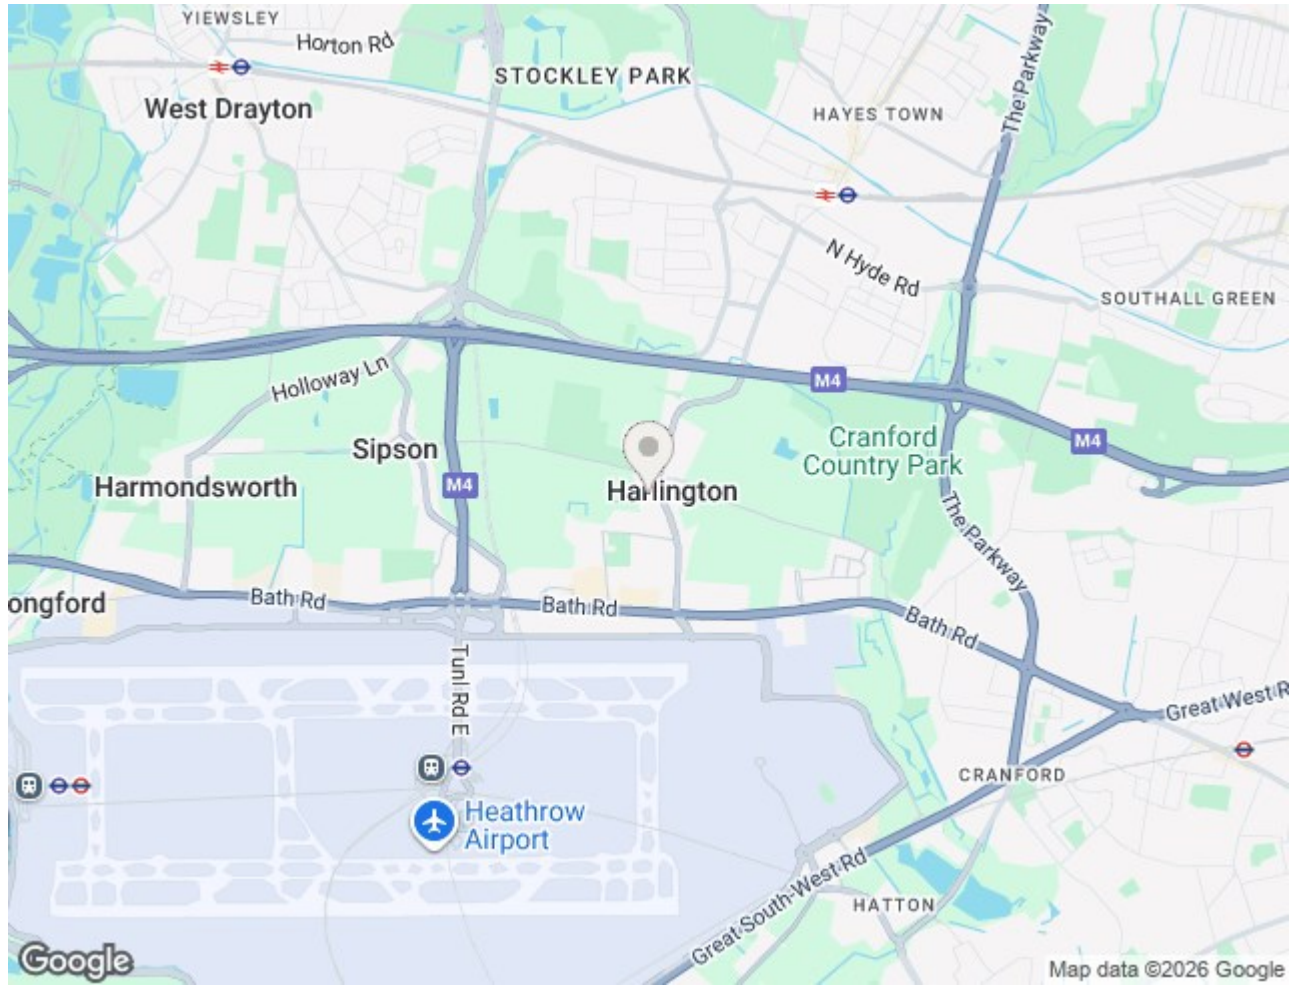 YIEWSLEY
Horton Rd
STOCKLEY PARK
The Parkway
West Drayton
HAYES TOWN
N Hyde Rd
SOUTHALL GREEN
Holloway Ln
M4
Cranford
Country Park
M4
Sipson
M4
Harmondsworth
Harlington
The Parkway
ongford
Bath Rd
Bath Rd
Bath Rd
Tunl Rd E
Great West R
CRANFORD
Heathrow
Airport
Great South-West Rd
HATTON
Google
Map data ©2026 Google